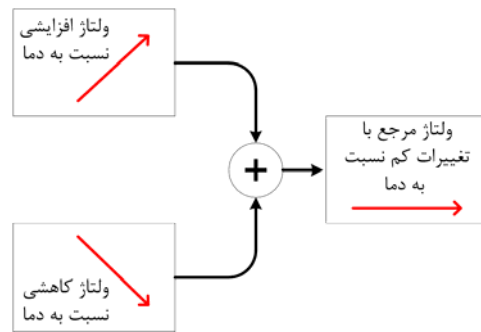 ولتاژ افزایشی
نسبت به دما
ولتاژ مرجع با
تغییرات کم نسبت
به دما
+
ولتاژ کاهشی
نسبت به دما